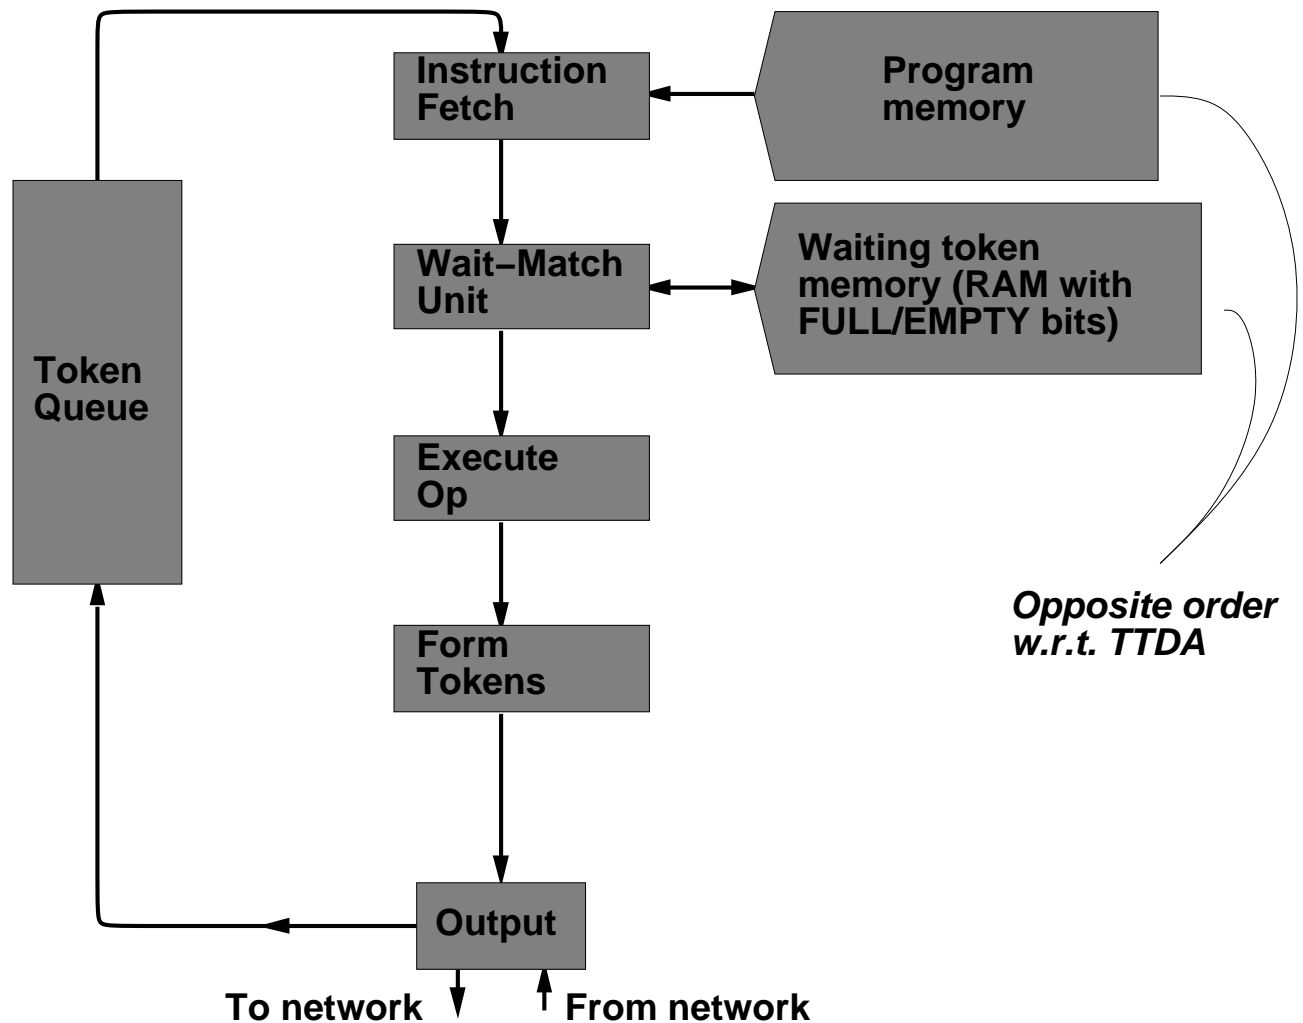 Instruction
Fetch
Program
memory
Wait–Match
Unit
Waiting token
memory (RAM with
FULL/EMPTY bits)
Token
Queue
Execute
Op
Opposite order
w.r.t. TTDA
Form
Tokens
Output
To network
From network